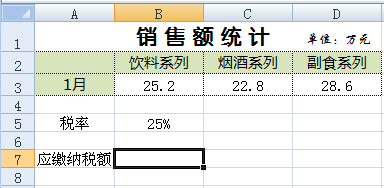 A B C D
1 销售额统计 单位：万元
2 饮料系列 烟酒系列 副食系列
3 1月 25.2 22.8 28.6
4
5 税率 25%
6
7 应缴纳税额
8